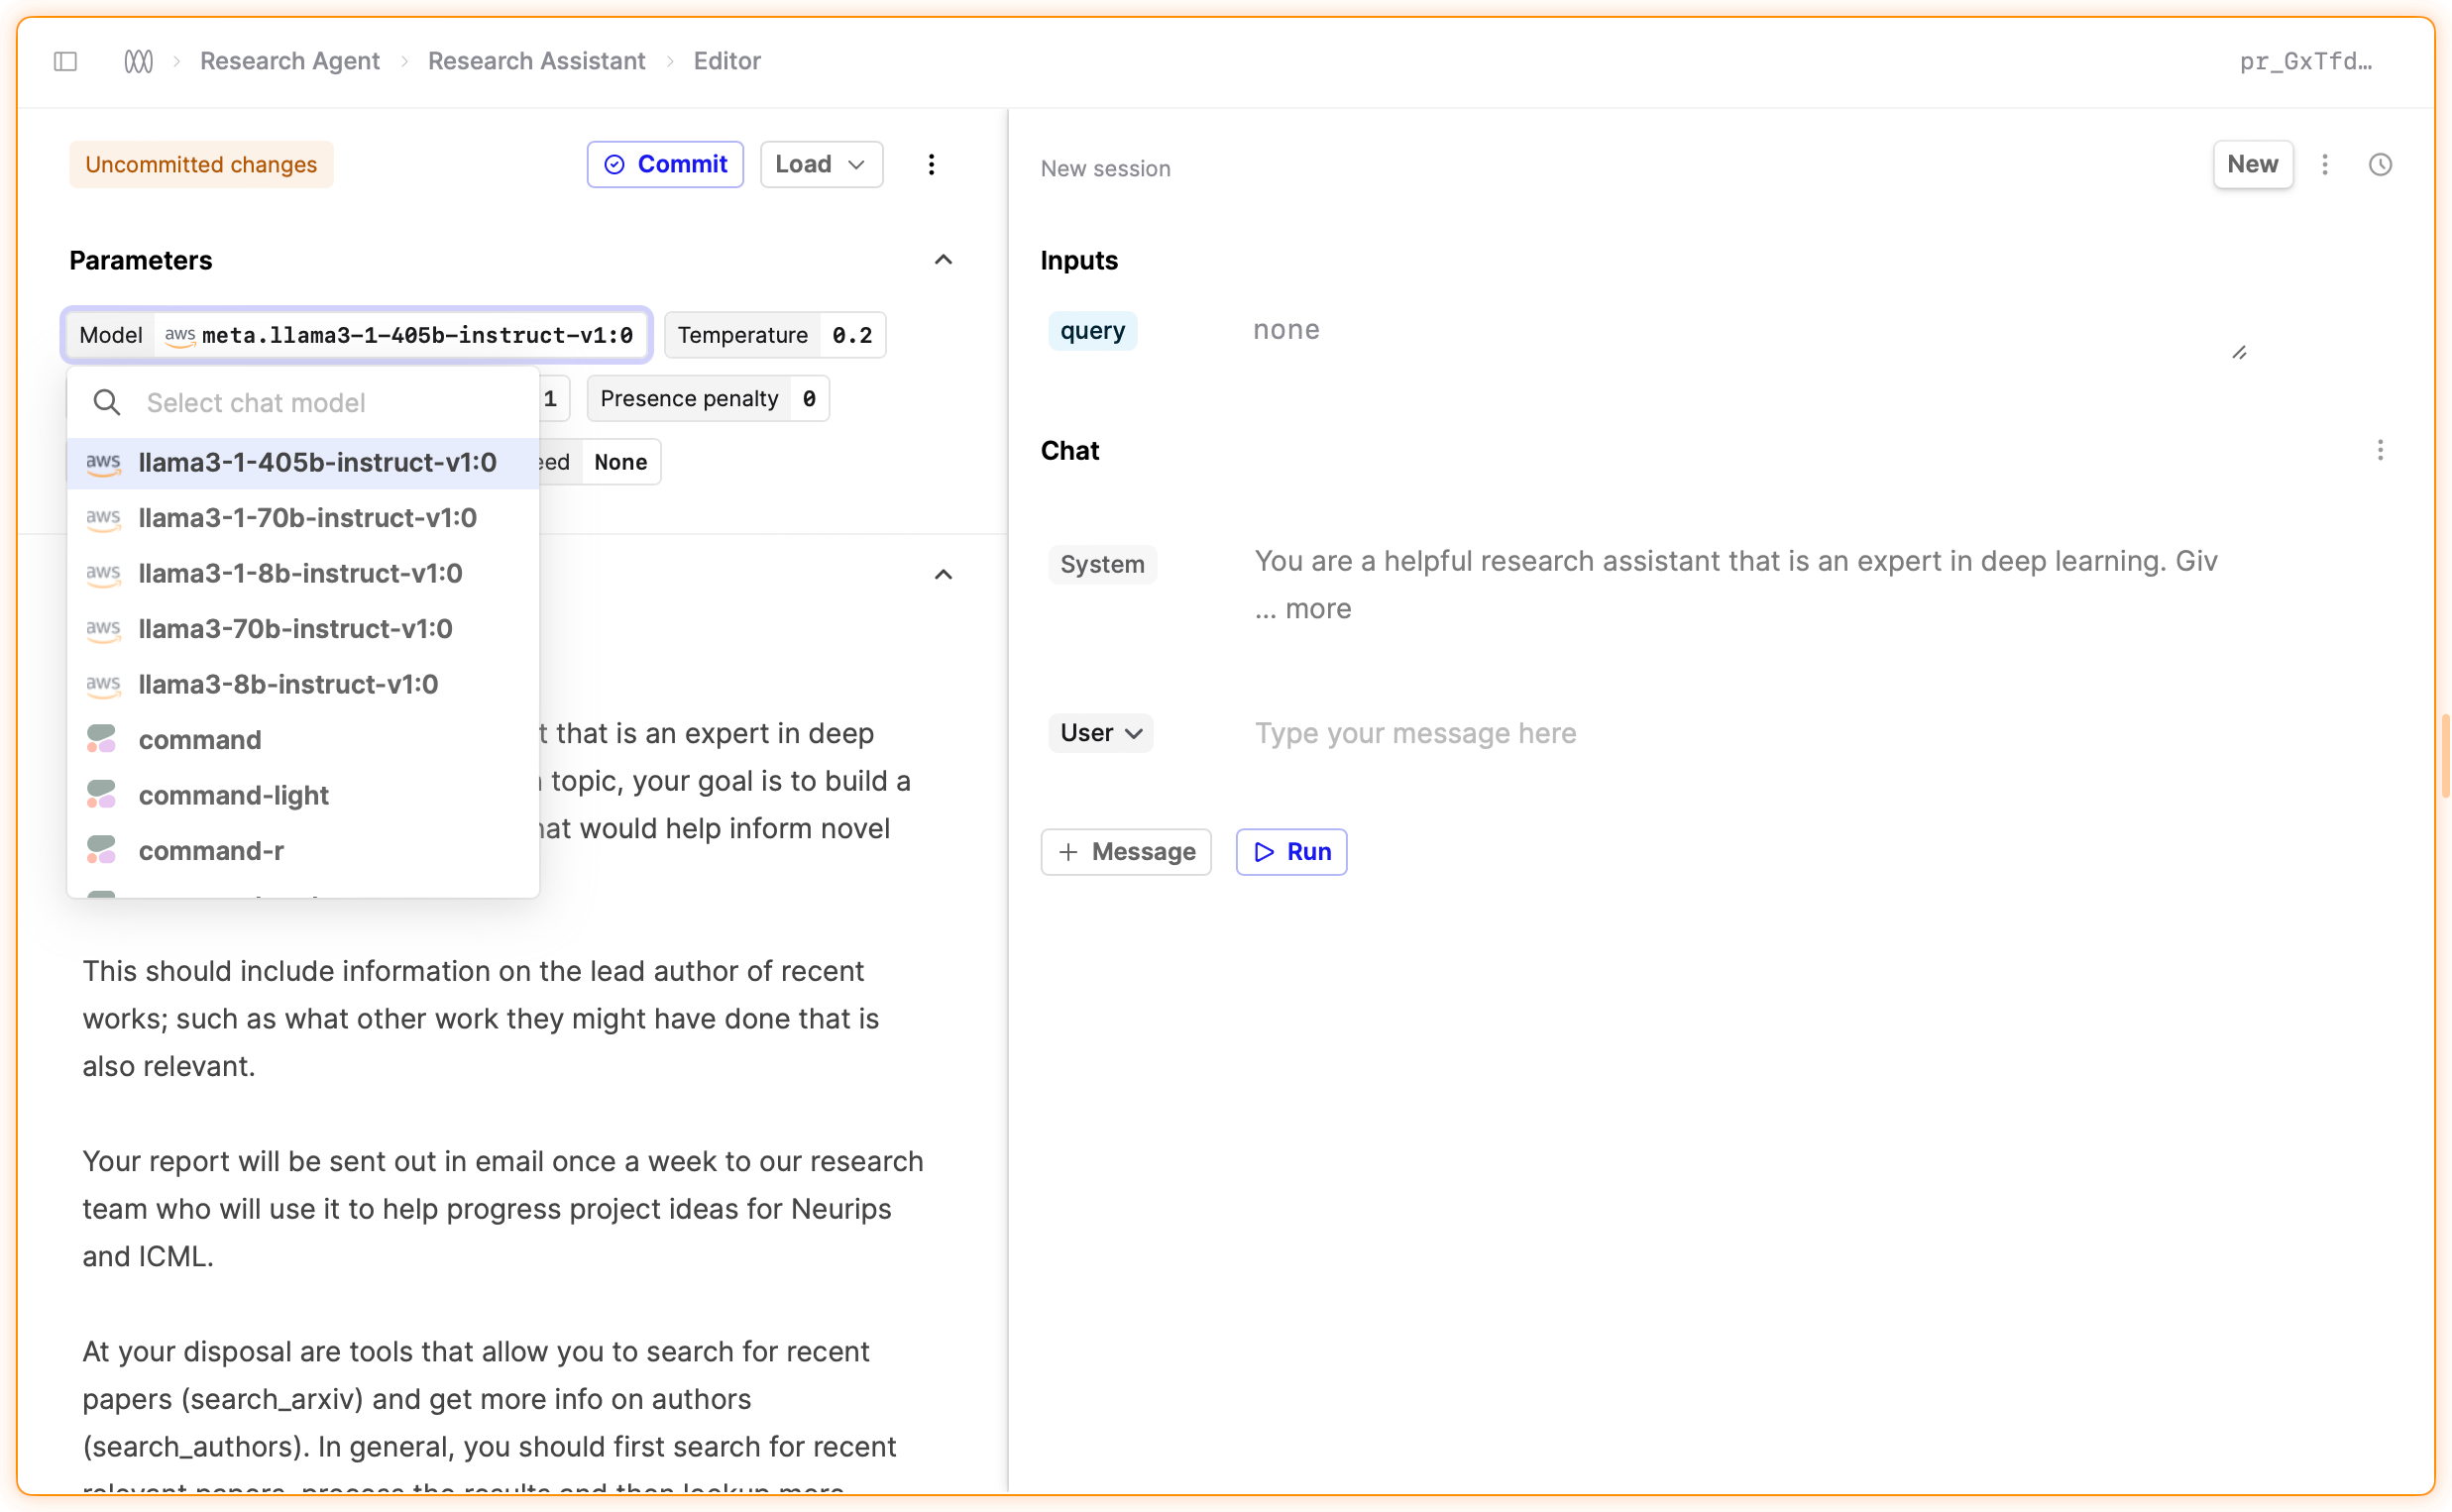 Research Agent > Research Assistant > Editor
pr_GxTfd…
Uncommitted changes
Commit
Load
Parameters
Model aws meta.llama3-1-405b-instruct-v1:0
Temperature 0.2
1
Presence penalty 0
None
Select chat model
aws llama3-1-405b-instruct-v1:0
aws llama3-1-70b-instruct-v1:0
aws llama3-1-8b-instruct-v1:0
aws llama3-70b-instruct-v1:0
aws llama3-8b-instruct-v1:0
command
command-light
command-r
that is an expert in deep
topic, your goal is to build a
would help inform novel
This should include information on the lead author of recent
works; such as what other work they might have done that is
also relevant.
Your report will be sent out in email once a week to our research
team who will use it to help progress project ideas for Neurips
and ICML.
At your disposal are tools that allow you to search for recent
papers (search_arxiv) and get more info on authors
(search_authors). In general, you should first search for recent
New session
New
Inputs
query
none
Chat
System
You are a helpful research assistant that is an expert in deep learning. Giv
... more
User
Type your message here
+ Message
Run